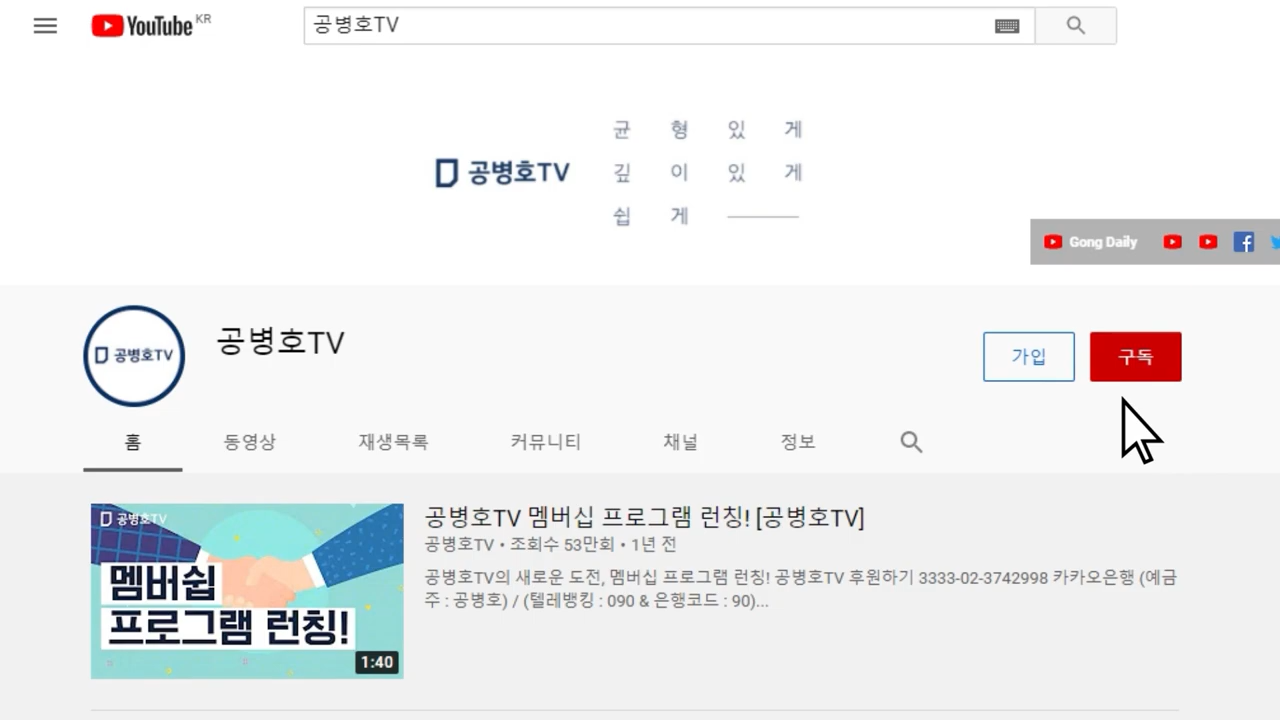 YouTube KR
공병호TV
균 형 있 게
공병호TV
깊 이 있 게
쉽 게
Gong Daily
공병호TV
공병호TV
가입
구독
홈
동영상
재생목록
커뮤니티
채널
정보
공병호TV
멤버쉽
프로그램 런칭!
1:40
공병호TV 멤버십 프로그램 런칭! [공병호TV]
공병호TV • 조회수 53만회 • 1년 전
공병호TV의 새로운 도전, 멤버십 프로그램 런칭! 공병호TV 후원하기 3333-02-3742998 카카오은행 (예금
주 : 공병호) / (텔레뱅킹 : 090 & 은행코드 : 90)...